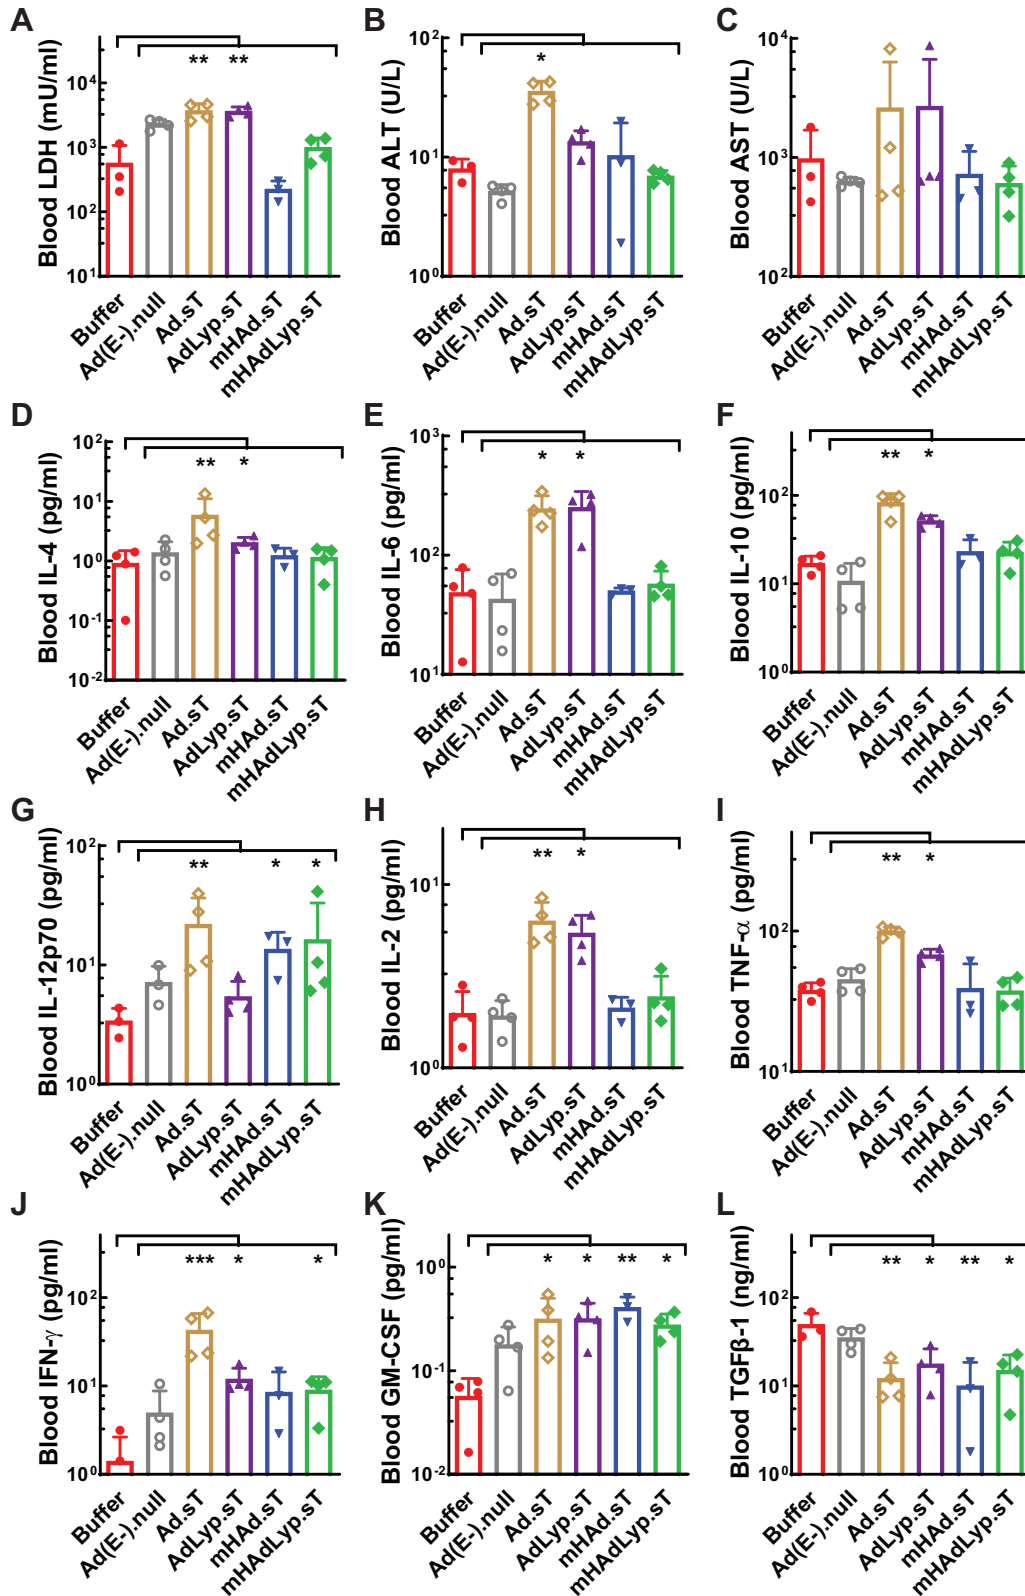 A
Blood LDH (mU/ml)
10⁴
10³
10²
10¹
** **
Buffer
Ad(E-).null
Ad.sT
AdLyp.sT
mHAd.sT
mHAdLyp.sT
B
Blood ALT (U/L)
10²
10¹
10⁰
*
Buffer
Ad(E-).null
Ad.sT
AdLyp.sT
mHAd.sT
mHAdLyp.sT
C
Blood AST (U/L)
10⁴
10³
10²
Buffer
Ad(E-).null
Ad.sT
AdLyp.sT
mHAd.sT
mHAdLyp.sT
D
Blood IL-4 (pg/ml)
10²
10¹
10⁰
10⁻¹
10⁻²
** *
Buffer
Ad(E-).null
Ad.sT
AdLyp.sT
mHAd.sT
mHAdLyp.sT
E
Blood IL-6 (pg/ml)
10³
10²
10¹
* *
Buffer
Ad(E-).null
Ad.sT
AdLyp.sT
mHAd.sT
mHAdLyp.sT
F
Blood IL-10 (pg/ml)
10²
10¹
10⁰
** *
Buffer
Ad(E-).null
Ad.sT
AdLyp.sT
mHAd.sT
mHAdLyp.sT
G
Blood IL-12p70 (pg/ml)
10²
10¹
10⁰
** * *
Buffer
Ad(E-).null
Ad.sT
AdLyp.sT
mHAd.sT
mHAdLyp.sT
H
Blood IL-2 (pg/ml)
10¹
10⁰
** *
Buffer
Ad(E-).null
Ad.sT
AdLyp.sT
mHAd.sT
mHAdLyp.sT
I
Blood TNF-α (pg/ml)
10²
10¹
** *
Buffer
Ad(E-).null
Ad.sT
AdLyp.sT
mHAd.sT
mHAdLyp.sT
J
Blood IFN-γ (pg/ml)
10²
10¹
10⁰
*** * *
Buffer
Ad(E-).null
Ad.sT
AdLyp.sT
mHAd.sT
mHAdLyp.sT
K
Blood GM-CSF (pg/ml)
10⁰
10⁻¹
10⁻²
* * ** *
Buffer
Ad(E-).null
Ad.sT
AdLyp.sT
mHAd.sT
mHAdLyp.sT
L
Blood TGFβ-1 (ng/ml)
10²
10¹
10⁰
** * ** *
Buffer
Ad(E-).null
Ad.sT
AdLyp.sT
mHAd.sT
mHAdLyp.sT